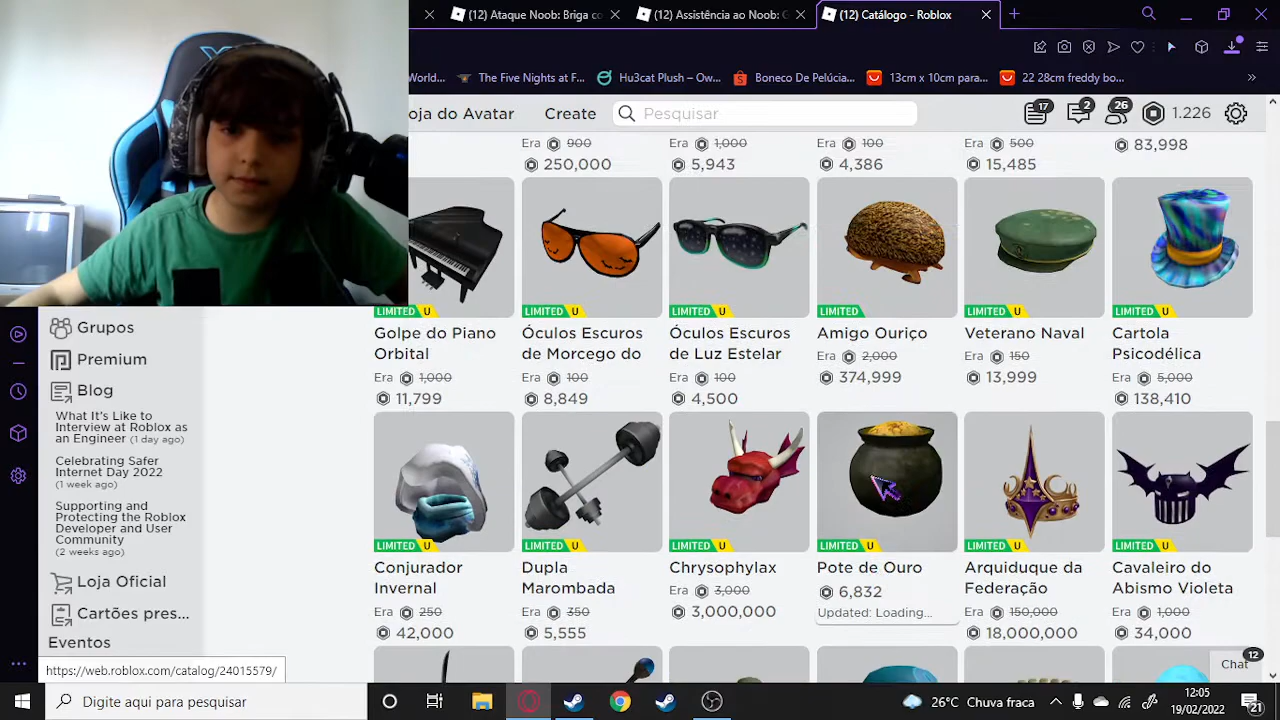 (12) Ataque Noob: Briga co
(12) Assistência ao Noob: G
(12) Catálogo - Roblox
World...
The Five Nights at F...
Hu3cat Plush – Ow...
Boneco De Pelúcia...
13cm x 10cm para...
22 28cm freddy bo...
oja do Avatar
Create
Pesquisar
17
2
26
1.226
Era 900
250,000
Era 1,000
5,943
Era 100
4,386
Era 500
15,485
83,998
LIMITED U
Golpe do Piano
Orbital
Era 1,000
11,799
LIMITED U
Óculos Escuros
de Morcego do
Era 100
8,849
LIMITED U
Óculos Escuros
de Luz Estelar
Era 100
4,500
LIMITED U
Amigo Ouriço
Era 2,000
374,999
LIMITED U
Veterano Naval
Era 150
13,999
LIMITED U
Cartola
Psicodélica
Era 5,000
138,410
LIMITED U
Conjurador
Invernal
Era 250
42,000
LIMITED U
Dupla
Marombada
Era 350
5,555
LIMITED U
Chrysophylax
Era 3,000
3,000,000
LIMITED U
Pote de Ouro
6,832
Updated: Loading...
LIMITED U
Arquiduque da
Federação
Era 150,000
18,000,000
LIMITED U
Cavaleiro do
Abismo Violeta
Era 1,000
34,000
Grupos
Premium
Blog
What It's Like to
Interview at Roblox as
an Engineer (1 day ago)
Celebrating Safer
Internet Day 2022
(1 week ago)
Supporting and
Protecting the Roblox
Developer and User
Community
(2 weeks ago)
Loja Oficial
Cartões pres...
Eventos
https://web.roblox.com/catalog/24015579/
Chat
12
Digite aqui para pesquisar
26°C Chuva fraca
12:05
19/02/2022
21